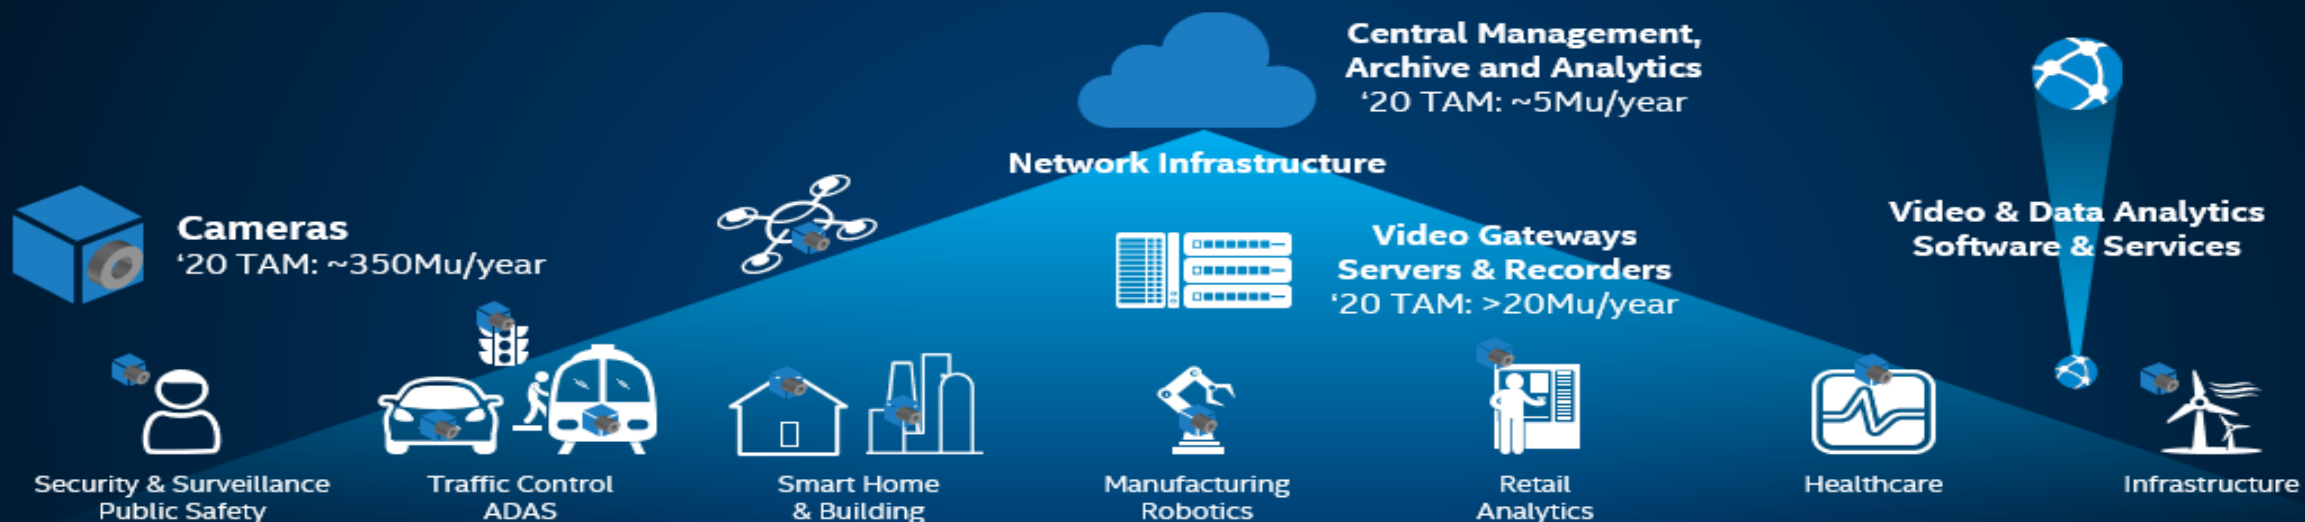 Central Management,
Archive and Analytics
‘20 TAM: ~5Mu/year
Network Infrastructure
Cameras
‘20 TAM: ~350Mu/year
Video Gateways
Servers & Recorders
‘20 TAM: >20Mu/year
Video & Data Analytics
Software & Services
Security & Surveillance
Public Safety
Traffic Control
ADAS
Smart Home
& Building
Manufacturing
Robotics
Retail
Analytics
Healthcare
Infrastructure